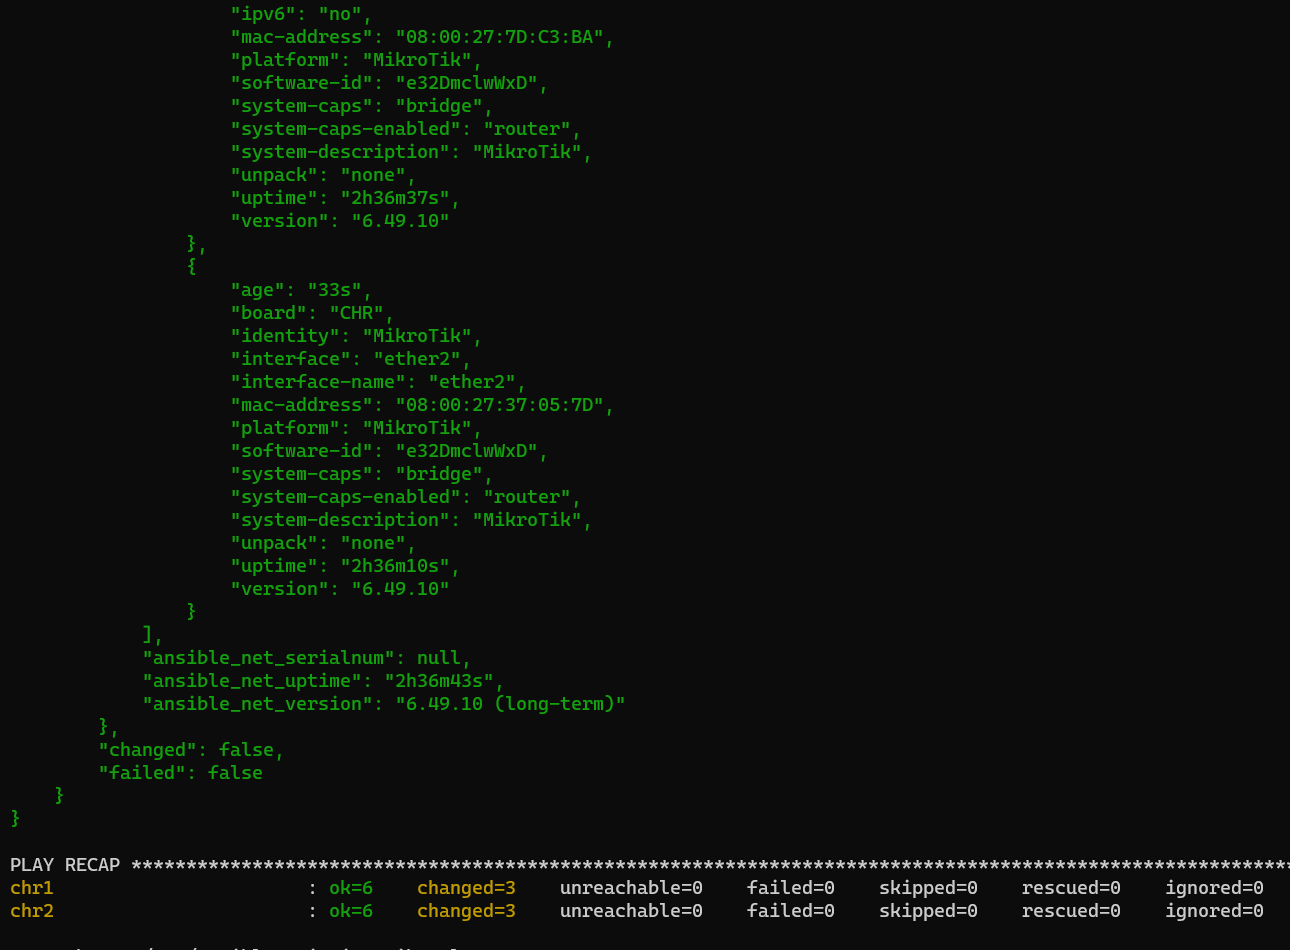 "ipv6": "no",
"mac-address": "08:00:27:7D:C3:BA",
"platform": "MikroTik",
"software-id": "e32DmclwWxD",
"system-caps": "bridge",
"system-caps-enabled": "router",
"system-description": "MikroTik",
"unpack": "none",
"uptime": "2h36m37s",
"version": "6.49.10"
},
{
"age": "33s",
"board": "CHR",
"identity": "MikroTik",
"interface": "ether2",
"interface-name": "ether2",
"mac-address": "08:00:27:37:05:7D",
"platform": "MikroTik",
"software-id": "e32DmclwWxD",
"system-caps": "bridge",
"system-caps-enabled": "router",
"system-description": "MikroTik",
"unpack": "none",
"uptime": "2h36m10s",
"version": "6.49.10"
}
],
"ansible_net_serialnum": null,
"ansible_net_uptime": "2h36m43s",
"ansible_net_version": "6.49.10 (long-term)"
},
"changed": false,
"failed": false
}
}
PLAY RECAP *********************************************************************************************************
chr1 : ok=6 changed=3 unreachable=0 failed=0 skipped=0 rescued=0 ignored=0
chr2 : ok=6 changed=3 unreachable=0 failed=0 skipped=0 rescued=0 ignored=0